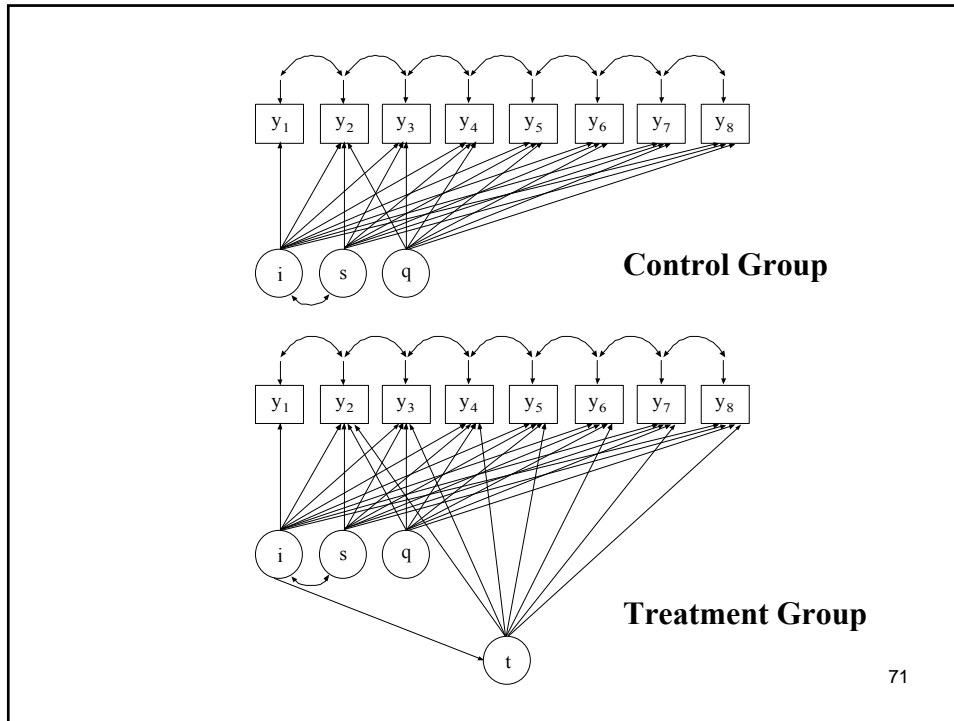 y1 y2 y3 y4 y5 y6 y7 y8
i s q
Control Group
y1 y2 y3 y4 y5 y6 y7 y8
i s q
Treatment Group
t
71